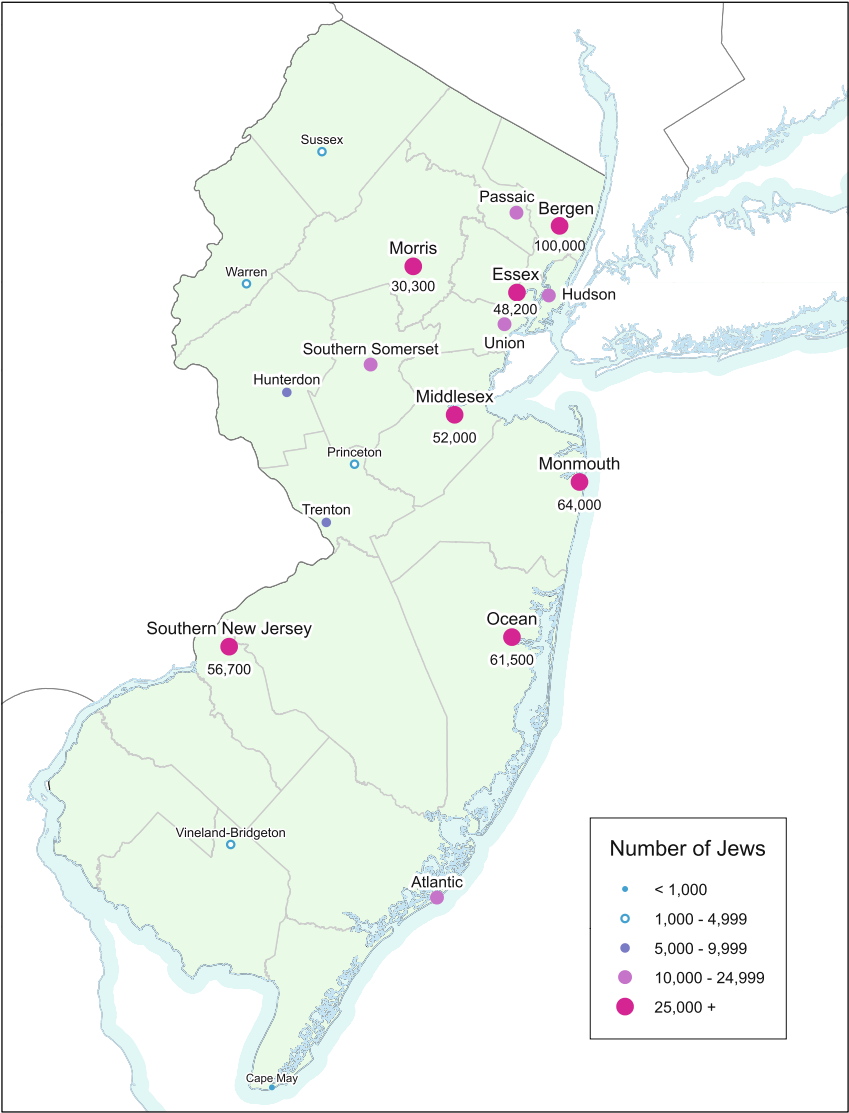 Sussex
Passaic
Bergen
100,000
Morris
30,300
Warren
Essex
48,200
Hudson
Union
Southern Somerset
Hunterdon
Middlesex
52,000
Princeton
Monmouth
64,000
Trenton
Southern New Jersey
56,700
Ocean
61,500
Vineland-Bridgeton
Atlantic
Cape May
Number of Jews
< 1,000
1,000 - 4,999
5,000 - 9,999
10,000 - 24,999
25,000 +